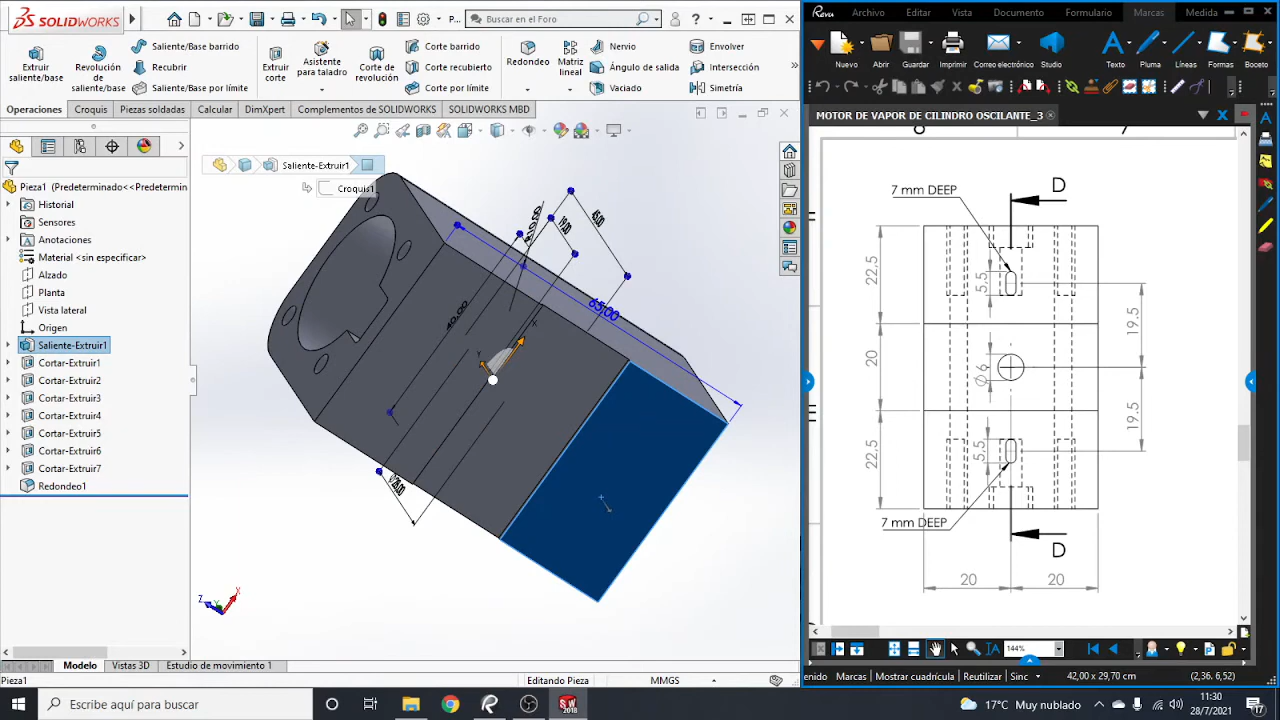 SOLIDWORKS
P...
Buscar en el Foro
Extruir saliente/base
Revolución de saliente/base
Saliente/Base barrido
Recubrir
Saliente/Base por límite
Extruir corte
Asistente para taladro
Corte de revolución
Corte barrido
Corte recubierto
Corte por límite
Redondeo
Matriz lineal
Nervio
Ángulo de salida
Vaciado
Envolver
Intersección
Simetría
Operaciones
Croquis
Piezas soldadas
Calcular
DimXpert
Complementos de SOLIDWORKS
SOLIDWORKS MBD
Pieza1 (Predeterminado<<Predetermin
Historial
Sensores
Anotaciones
Material <sin especificar>
Alzado
Planta
Vista lateral
Origen
Saliente-Extruir1
Cortar-Extruir1
Cortar-Extruir2
Cortar-Extruir3
Cortar-Extruir4
Cortar-Extruir5
Cortar-Extruir6
Cortar-Extruir7
Redondeo1
Saliente-Extruir1
Croquis1
19,00
45,00
65,00
40,00
Y
X
Z
Y
Modelo
Vistas 3D
Estudio de movimiento 1
Pieza1
Editando Pieza
MMGS
Revu
Archivo
Editar
Vista
Documento
Formulario
Marcas
Medida
Nuevo
Abrir
Guardar
Imprimir
Correo electrónico
Studio
Texto
Pluma
Líneas
Formas
Boceto
MOTOR DE VAPOR DE CILINDRO OSCILANTE_3
7 mm DEEP
D
22,5
5,5
19.5
20
∅6
22,5
5,5
19.5
7 mm DEEP
D
20
20
144%
enido
Marcas
Mostrar cuadrícula
Reutilizar
Sinc
42,00 x 29,70 cm
(2,36. 6,52)
Escribe aquí para buscar
17°C Muy nublado
11:30
28/7/2021
17